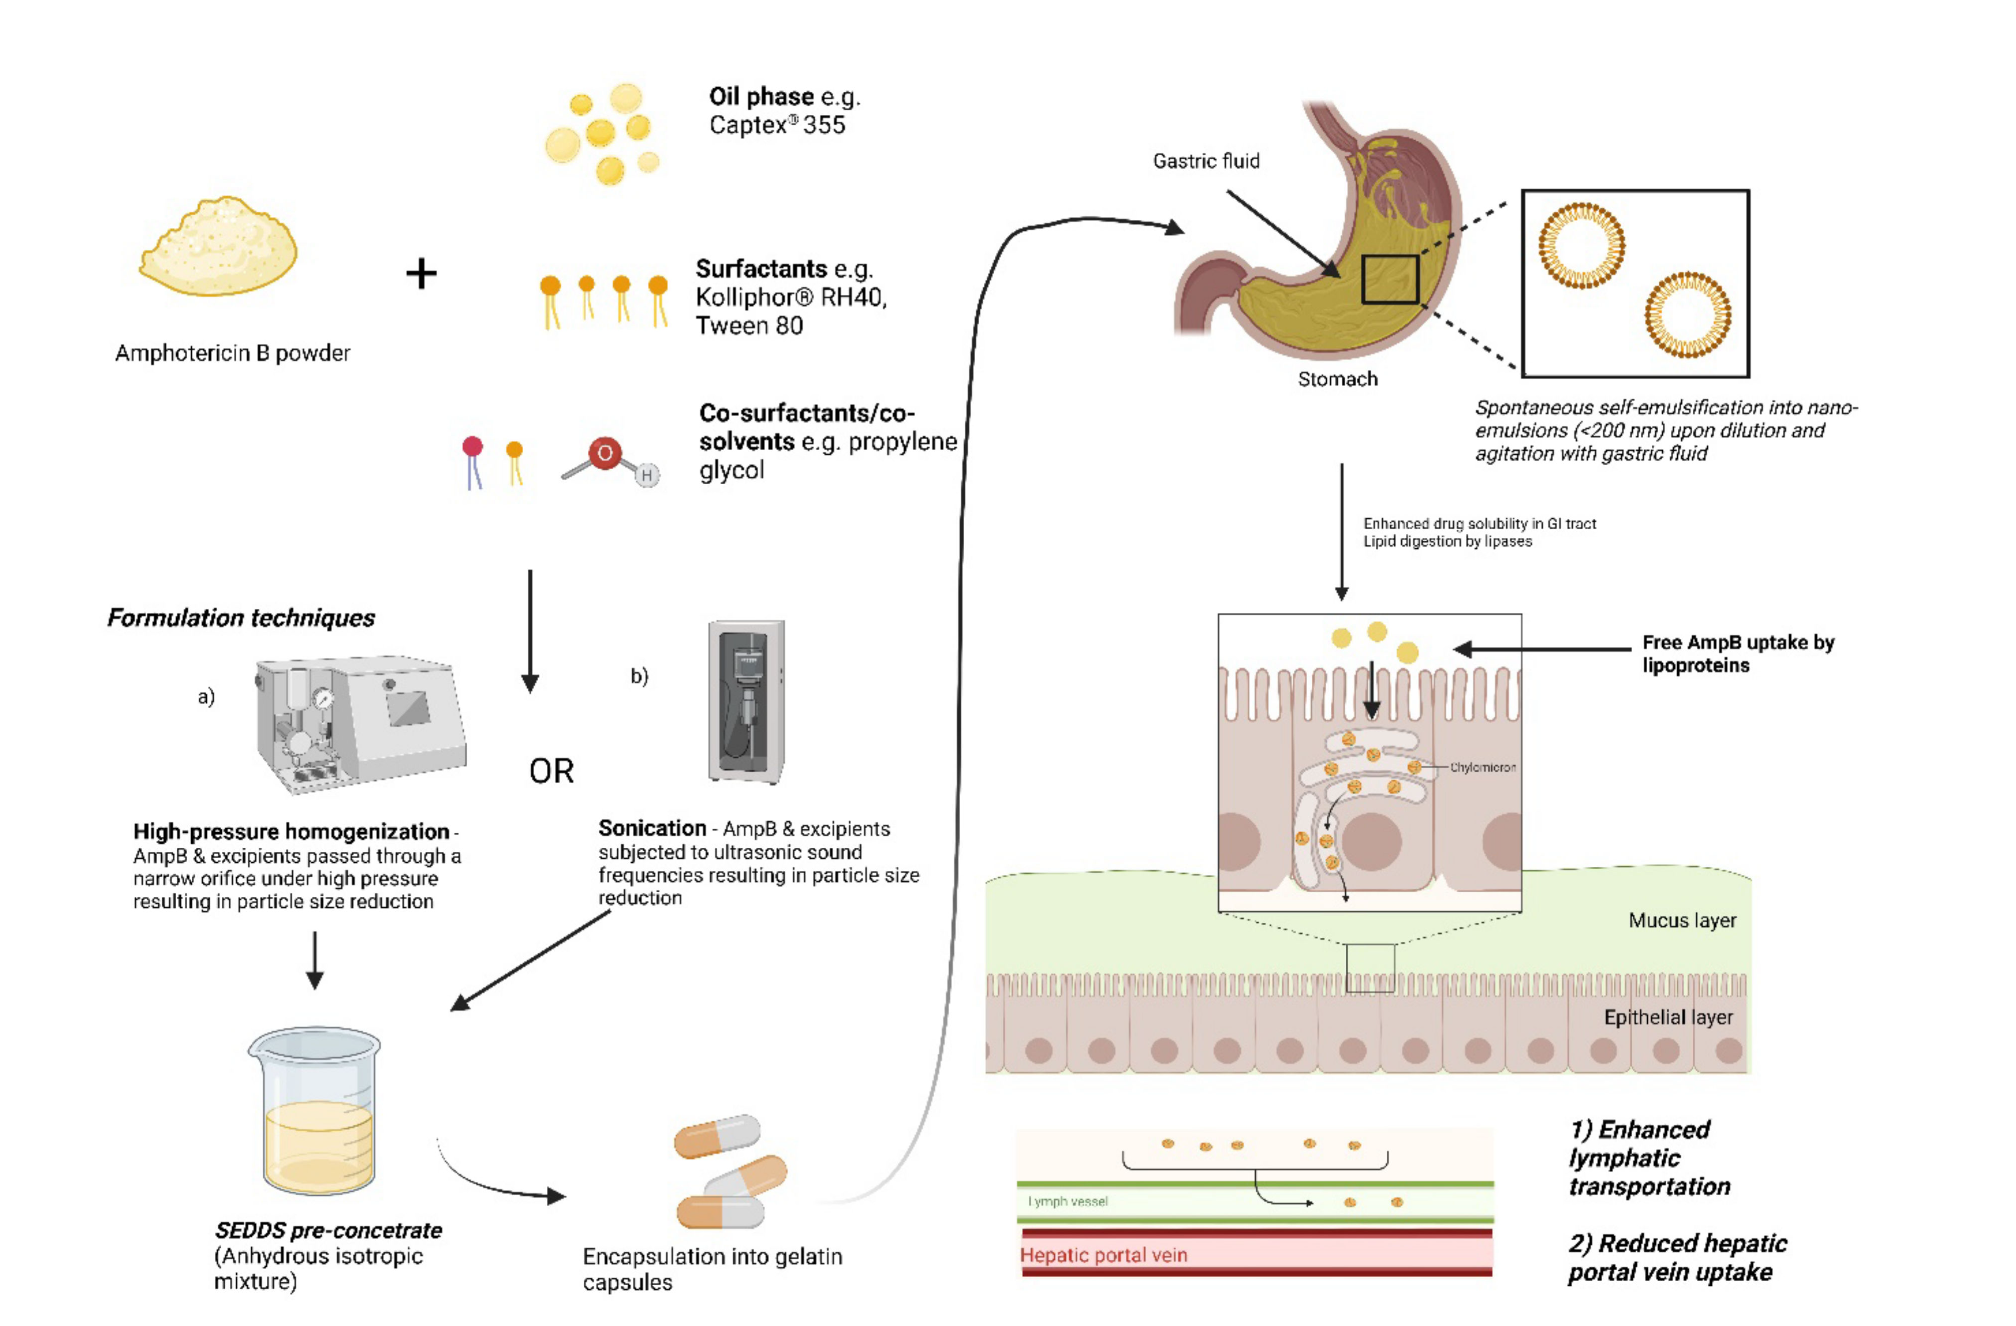 Oil phase e.g.
Captex® 355
Surfactants e.g.
Kolliphor® RH40,
Tween 80
Amphotericin B powder
+
Co-surfactants/co-
solvents e.g. propylene
glycol
O
H
Formulation techniques
a)
b)
OR
High-pressure homogenization -
AmpB & excipients passed through a
narrow orifice under high pressure
resulting in particle size reduction
Sonication - AmpB & excipients
subjected to ultrasonic sound
frequencies resulting in particle size
reduction
SEDDS pre-concetrate
(Anhydrous isotropic
mixture)
Encapsulation into gelatin
capsules
Gastric fluid
Stomach
Spontaneous self-emulsification into nano-
emulsions (<200 nm) upon dilution and
agitation with gastric fluid
Enhanced drug solubility in GI tract
Lipid digestion by lipases
Free AmpB uptake by
lipoproteins
Chylomicron
Mucus layer
Epithelial layer
Lymph vessel
Hepatic portal vein
1) Enhanced
lymphatic
transportation
2) Reduced hepatic
portal vein uptake